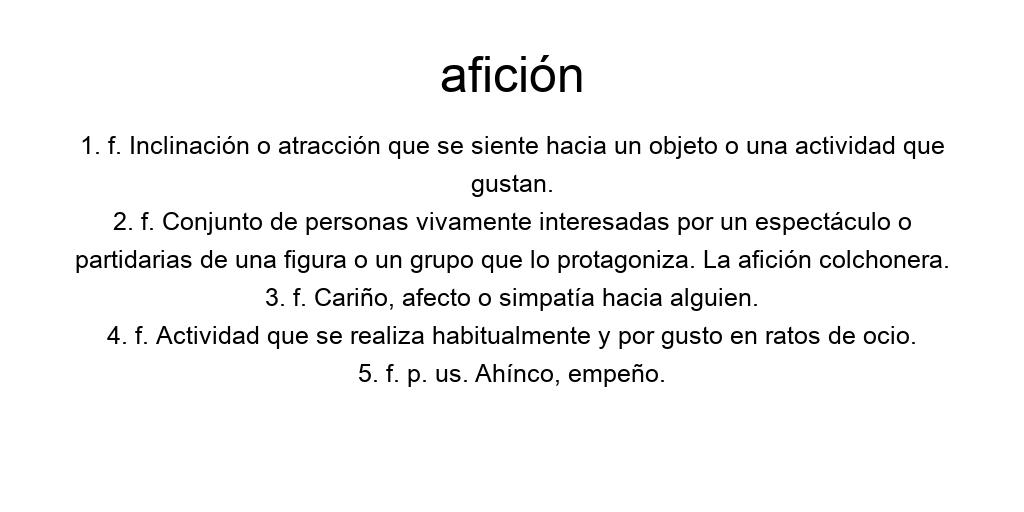 afición
1. f. Inclinación o atracción que se siente hacia un objeto o una actividad que
gustan.
2. f. Conjunto de personas vivamente interesadas por un espectáculo o
partidarias de una figura o un grupo que lo protagoniza. La afición colchonera.
3. f. Cariño, afecto o simpatía hacia alguien.
4. f. Actividad que se realiza habitualmente y por gusto en ratos de ocio.
5. f. p. us. Ahínco, empeño.